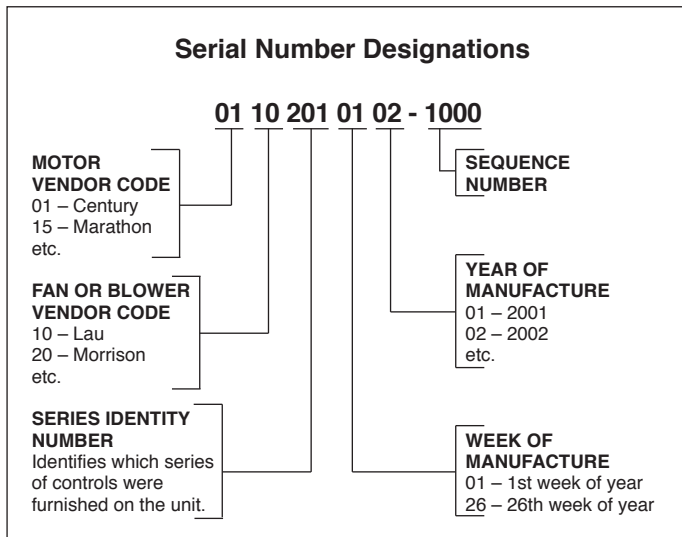 Serial Number Designations
01 10 201 01 02 - 1000
MOTOR
VENDOR CODE
01 – Century
15 – Marathon
etc.
FAN OR BLOWER
VENDOR CODE
10 – Lau
20 – Morrison
etc.
SERIES IDENTITY
NUMBER
Identifies which series
of controls were
furnished on the unit.
SEQUENCE
NUMBER
YEAR OF
MANUFACTURE
01 – 2001
02 – 2002
etc.
WEEK OF
MANUFACTURE
01 – 1st week of year
26 – 26th week of year